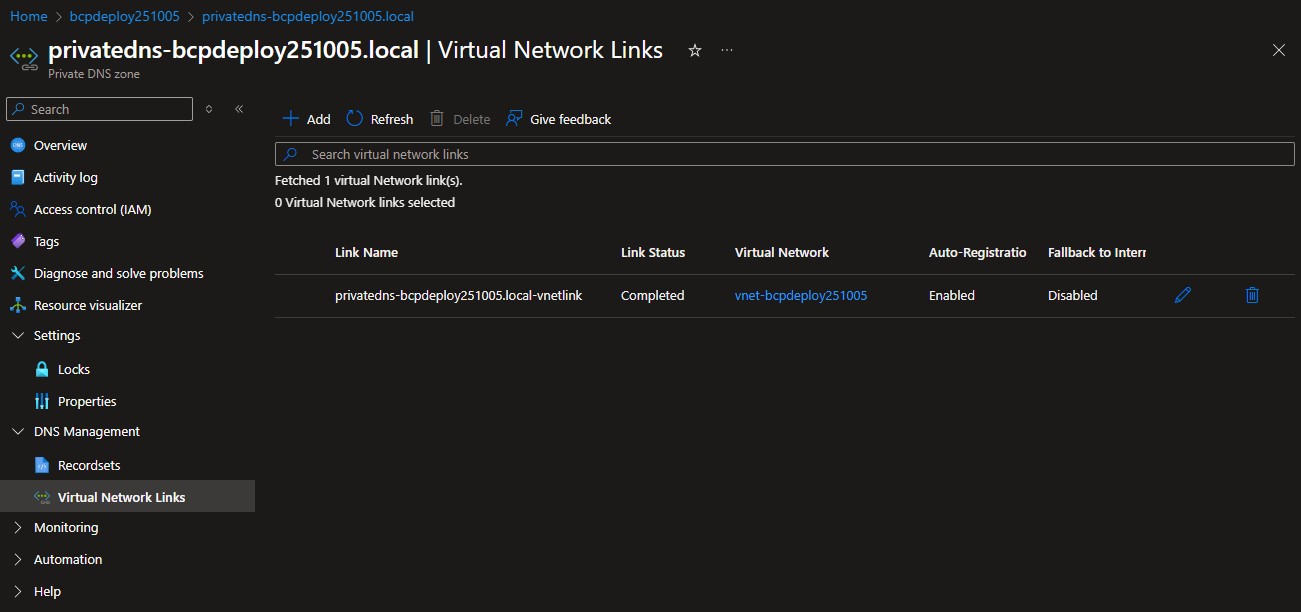 Home > bcpdeploy251005 > privatedns-bcpdeploy251005.local
privatedns-bcpdeploy251005.local | Virtual Network Links ☆ ...
Private DNS zone
Search
Overview
Activity log
Access control (IAM)
Tags
Diagnose and solve problems
Resource visualizer
Settings
Locks
Properties
DNS Management
Recordsets
Virtual Network Links
Monitoring
Automation
Help
Add Refresh Delete Give feedback
Search virtual network links
Fetched 1 virtual Network link(s).
0 Virtual Network links selected
Link Name Link Status Virtual Network Auto-Registratio Fallback to Interr
privatedns-bcpdeploy251005.local-vnetlink Completed vnet-bcpdeploy251005 Enabled Disabled